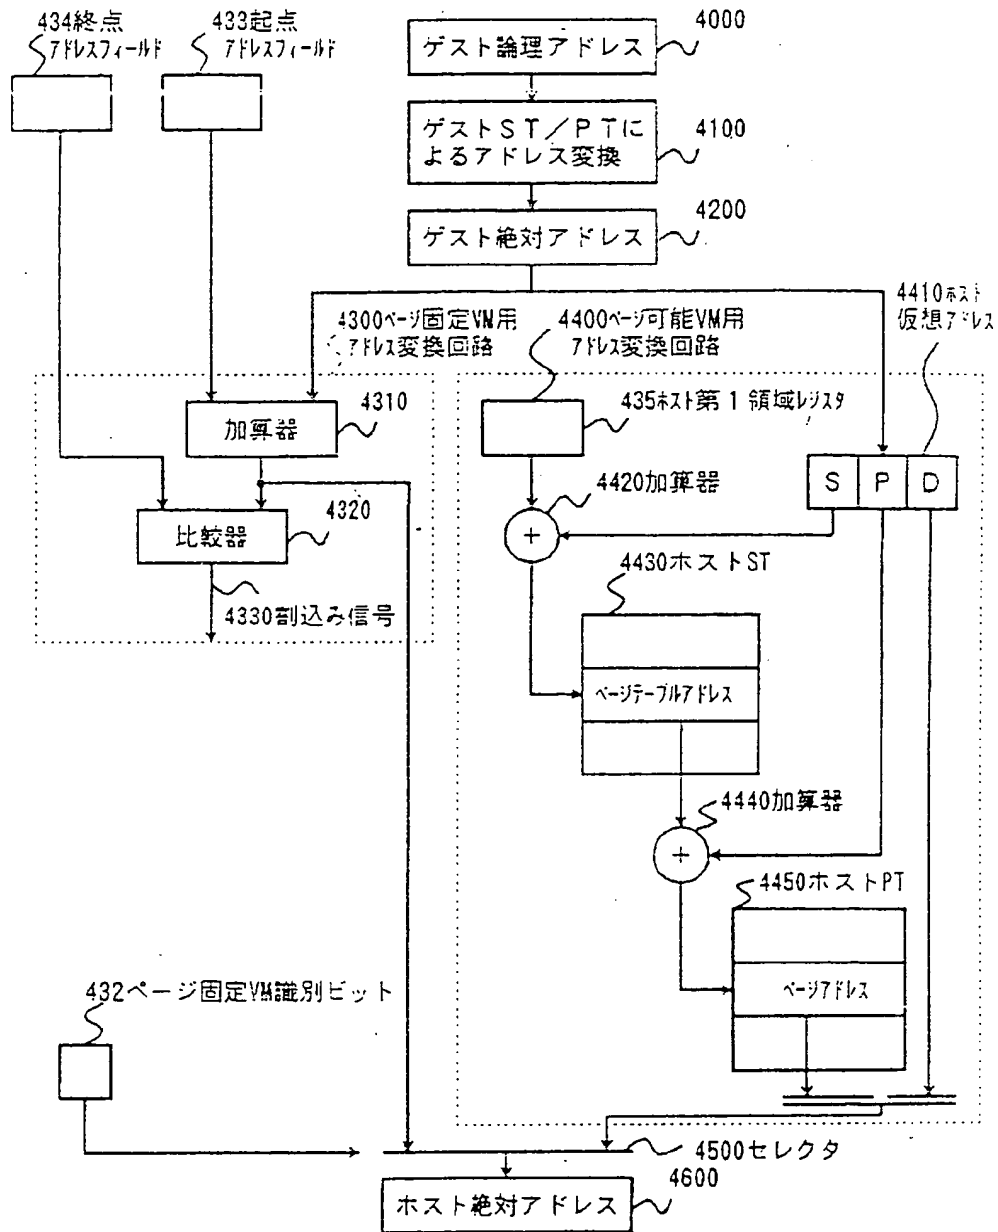 434終点
アドレスフィールド
433起点
アドレスフィールド
4000
ゲスト論理アドレス
4100
ゲストST/PTに
よるアドレス変換
4200
ゲスト絶対アドレス
4300ページ固定VM用
アドレス変換回路
4400ページ可能VM用
アドレス変換回路
4410ホスト
仮想アドレス
4310
加算器
435ホスト第1領域レジスタ
S P D
4420加算器
+
4320
比較器
4330割込み信号
4430ホストST
ページテーブルアドレス
4440加算器
+
4450ホストPT
ページアドレス
432ページ固定VM識別ビット
4500セレクタ
4600
ホスト絶対アドレス